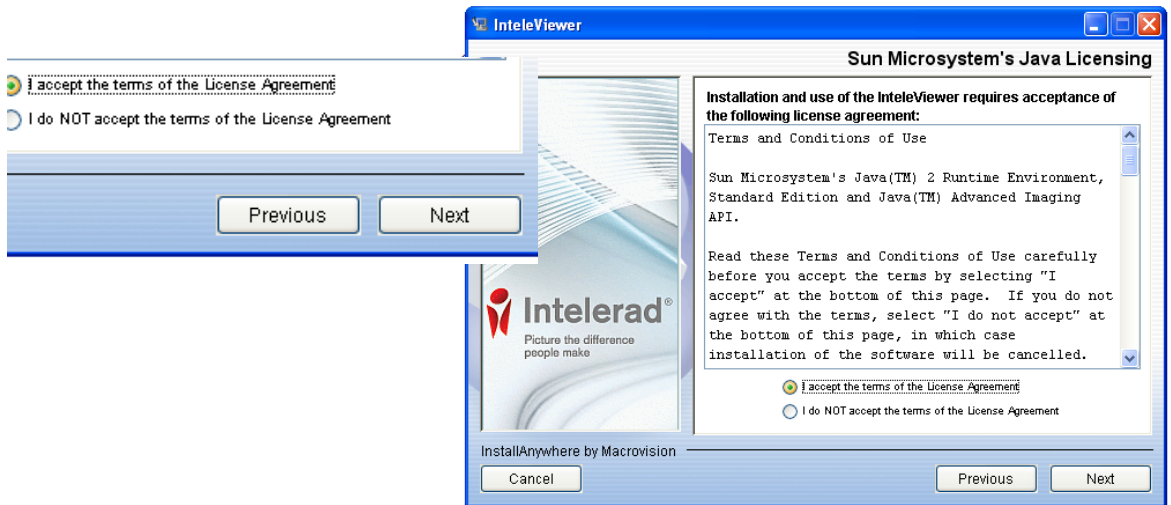 InteleViewer
Sun Microsystem's Java Licensing
I accept the terms of the License Agreement
I do NOT accept the terms of the License Agreement
Previous
Next
Installation and use of the InteleViewer requires acceptance of
the following license agreement:
Terms and Conditions of Use
Sun Microsystem's Java(TM) 2 Runtime Environment,
Standard Edition and Java(TM) Advanced Imaging
API.
Read these Terms and Conditions of Use carefully
before you accept the terms by selecting "I
accept" at the bottom of this page.  If you do not
agree with the terms, select "I do not accept" at
the bottom of this page, in which case
installation of the software will be cancelled.
Intelerad®
Picture the difference
people make
I accept the terms of the License Agreement
I do NOT accept the terms of the License Agreement
InstallAnywhere by Macrovision
Cancel
Previous
Next